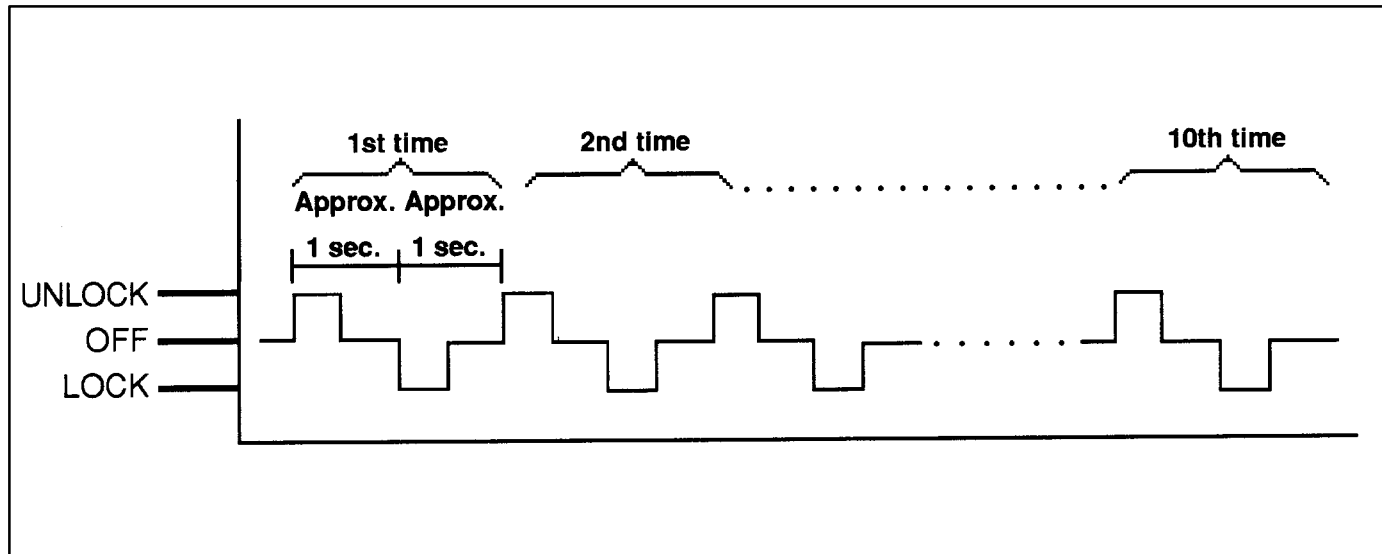 1st time
2nd time
10th time
Approx. Approx.
1 sec. 1 sec.
UNLOCK
OFF
LOCK